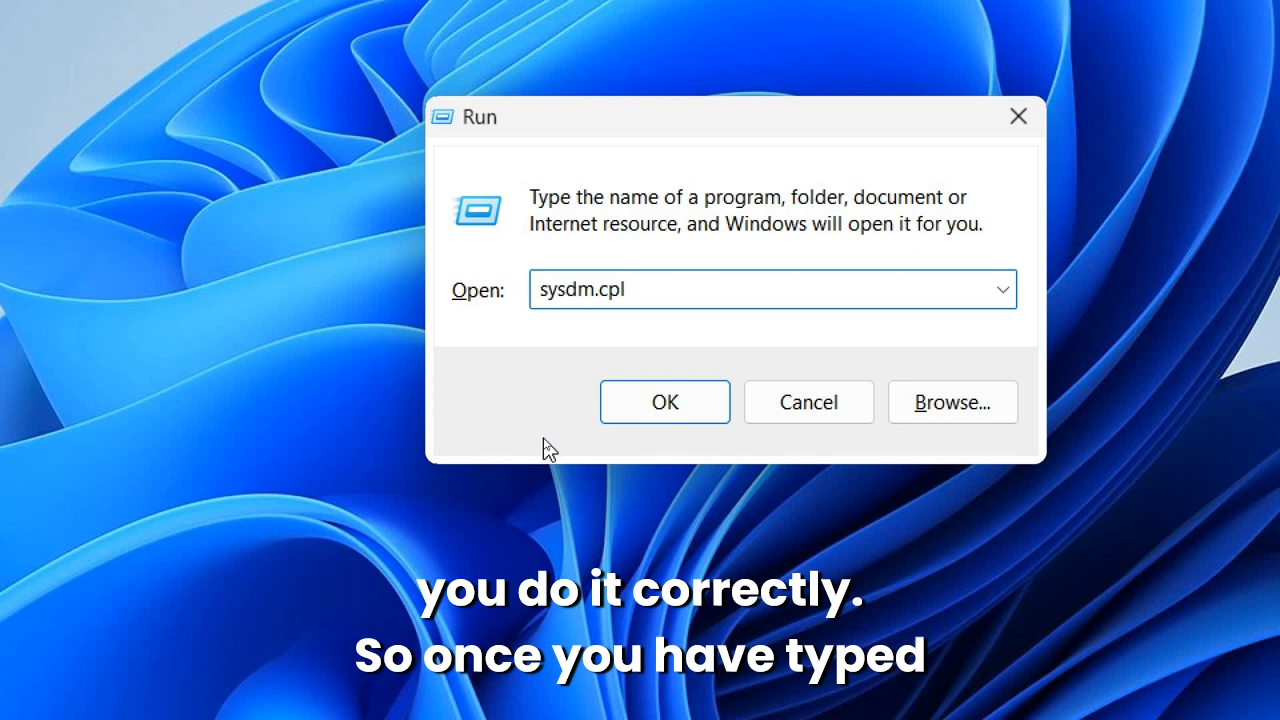 Run
Type the name of a program, folder, document or
Internet resource, and Windows will open it for you.
Open:
sysdm.cpl
OK
Cancel
Browse...
you do it correctly.
So once you have typed